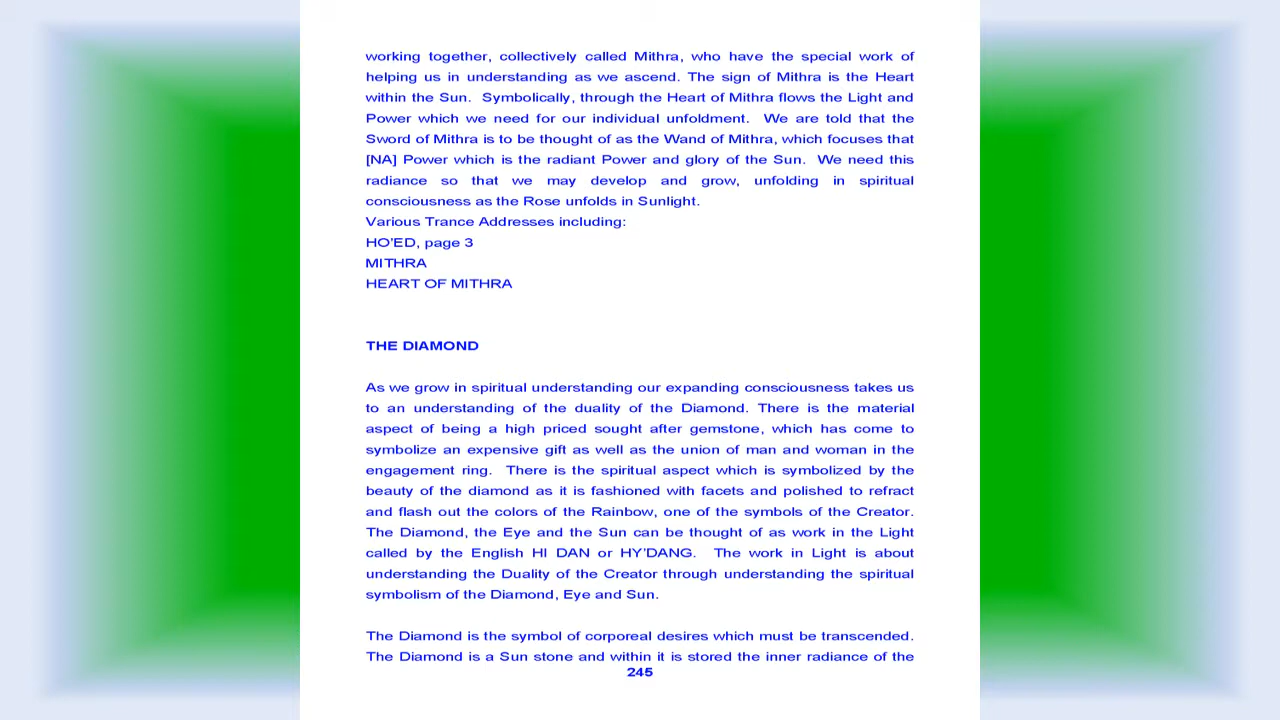 working together, collectively called Mithra, who have the special work of
helping us in understanding as we ascend. The sign of Mithra is the Heart
within the Sun. Symbolically, through the Heart of Mithra flows the Light and
Power which we need for our individual unfoldment. We are told that the
Sword of Mithra is to be thought of as the Wand of Mithra, which focuses that
[NA] Power which is the radiant Power and glory of the Sun. We need this
radiance so that we may develop and grow, unfolding in spiritual
consciousness as the Rose unfolds in Sunlight.
Various Trance Addresses including:
HO'ED, page 3
MITHRA
HEART OF MITHRA
THE DIAMOND
As we grow in spiritual understanding our expanding consciousness takes us
to an understanding of the duality of the Diamond. There is the material
aspect of being a high priced sought after gemstone, which has come to
symbolize an expensive gift as well as the union of man and woman in the
engagement ring. There is the spiritual aspect which is symbolized by the
beauty of the diamond as it is fashioned with facets and polished to refract
and flash out the colors of the Rainbow, one of the symbols of the Creator.
The Diamond, the Eye and the Sun can be thought of as work in the Light
called by the English HI DAN or HY'DANG. The work in Light is about
understanding the Duality of the Creator through understanding the spiritual
symbolism of the Diamond, Eye and Sun.
The Diamond is the symbol of corporeal desires which must be transcended.
The Diamond is a Sun stone and within it is stored the inner radiance of the
245